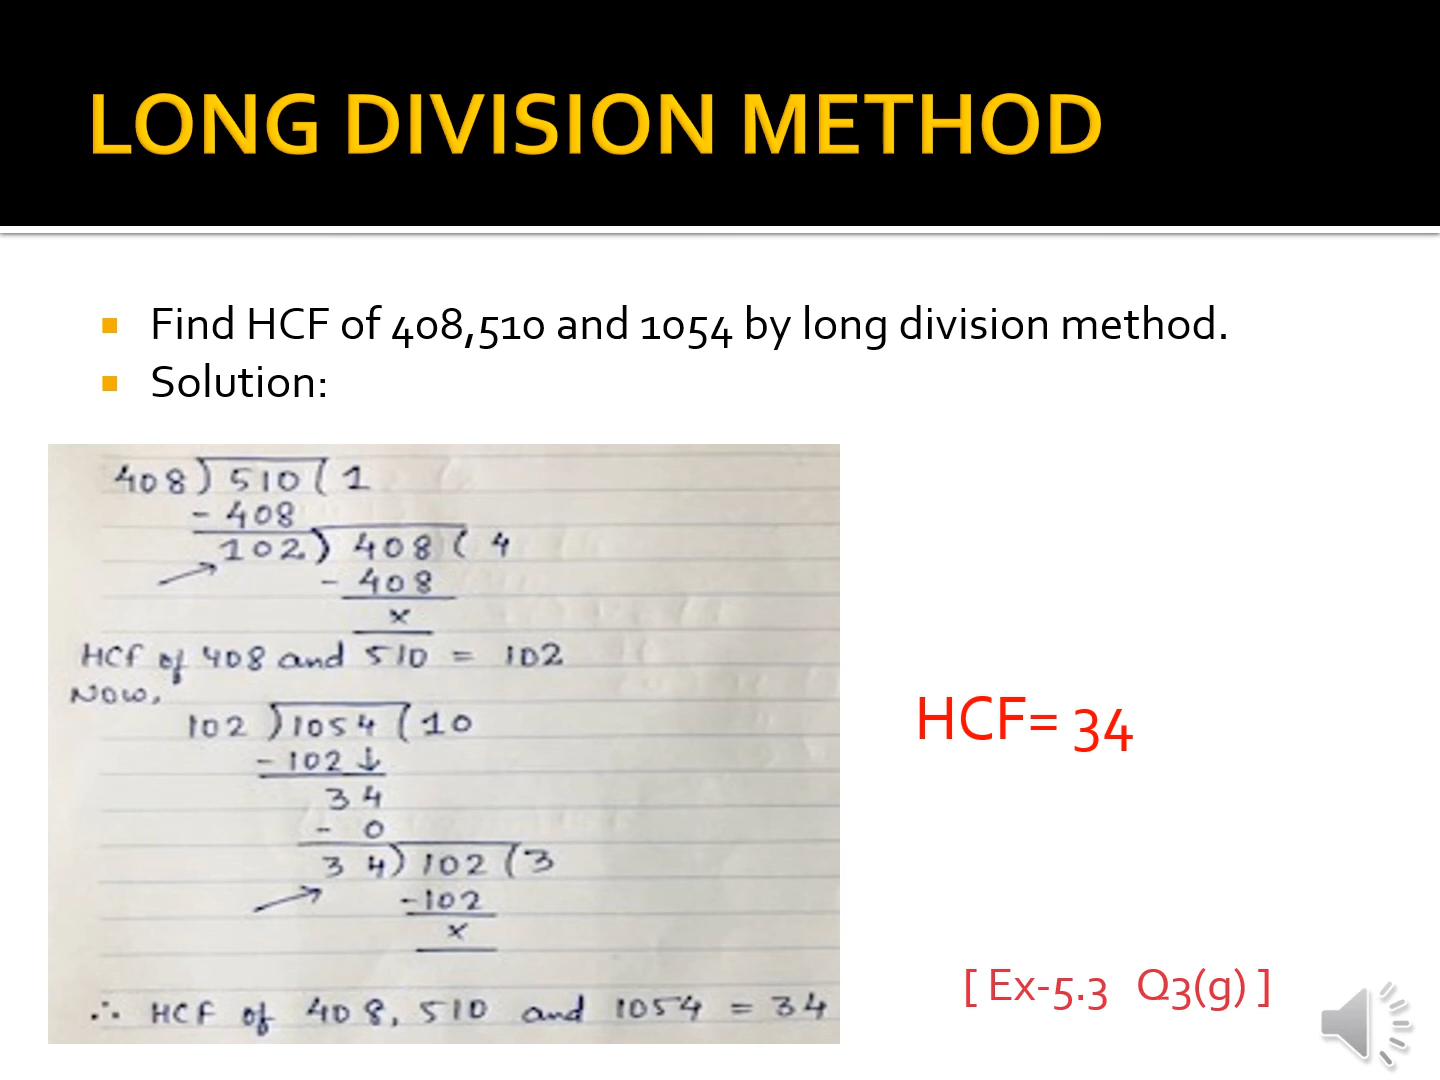 LONG DIVISION METHOD
Find HCF of 408,510 and 1054 by long division method.
Solution:
408 ) 510 ( 1
- 408
102 ) 408 ( 4
- 408
x
HCF of 408 and 510 = 102
Now,
102 ) 1054 ( 10
- 102 ↓
34
- 0
34 ) 102 ( 3
-102
x
∴ HCF of 408, 510 and 1054 = 34
HCF= 34
[ Ex-5.3 Q3(g) ]